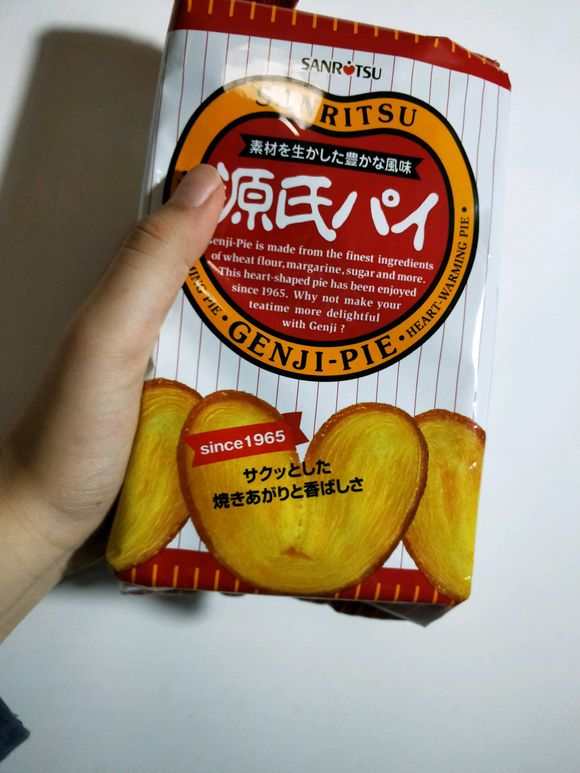 SANRITSU
SANRITSU
素材を生かした豊かな風味
源氏パイ
Genji-Pie is made from the finest ingredients
of wheat flour, margarine, sugar and more.
This heart-shaped pie has been enjoyed
since 1965. Why not make your
teatime more delightful
with Genji ?
PIE • GENJI-PIE • HEART-WARMING PIE •
since1965
サクッとした
焼きあがりと香ばしさ